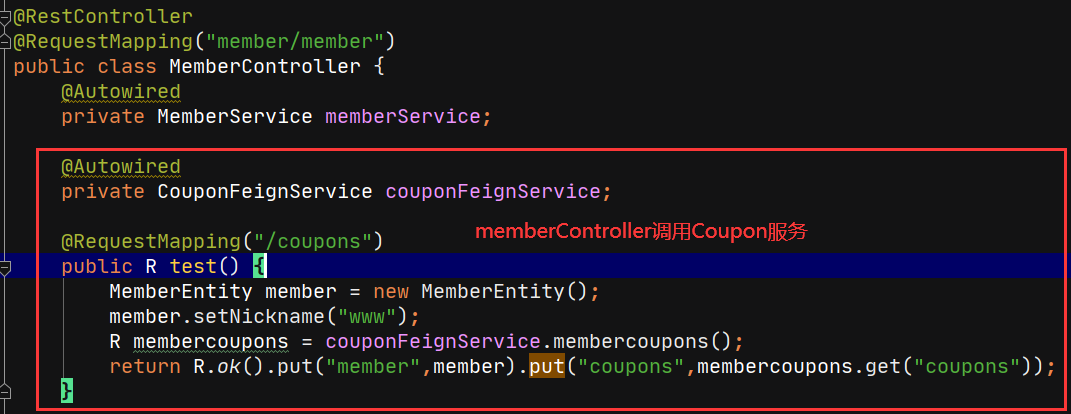 @RestController
@RequestMapping("member/member")
public class MemberController {
    @Autowired
    private MemberService memberService;

    @Autowired
    private CouponFeignService couponFeignService;

    @RequestMapping("/coupons") memberController调用Coupon服务
    public R test() {
        MemberEntity member = new MemberEntity();
        member.setNickname("www");
        R membercoupons = couponFeignService.membercoupons();
        return R.ok().put("member",member).put("coupons",membercoupons.get("coupons"));
    }